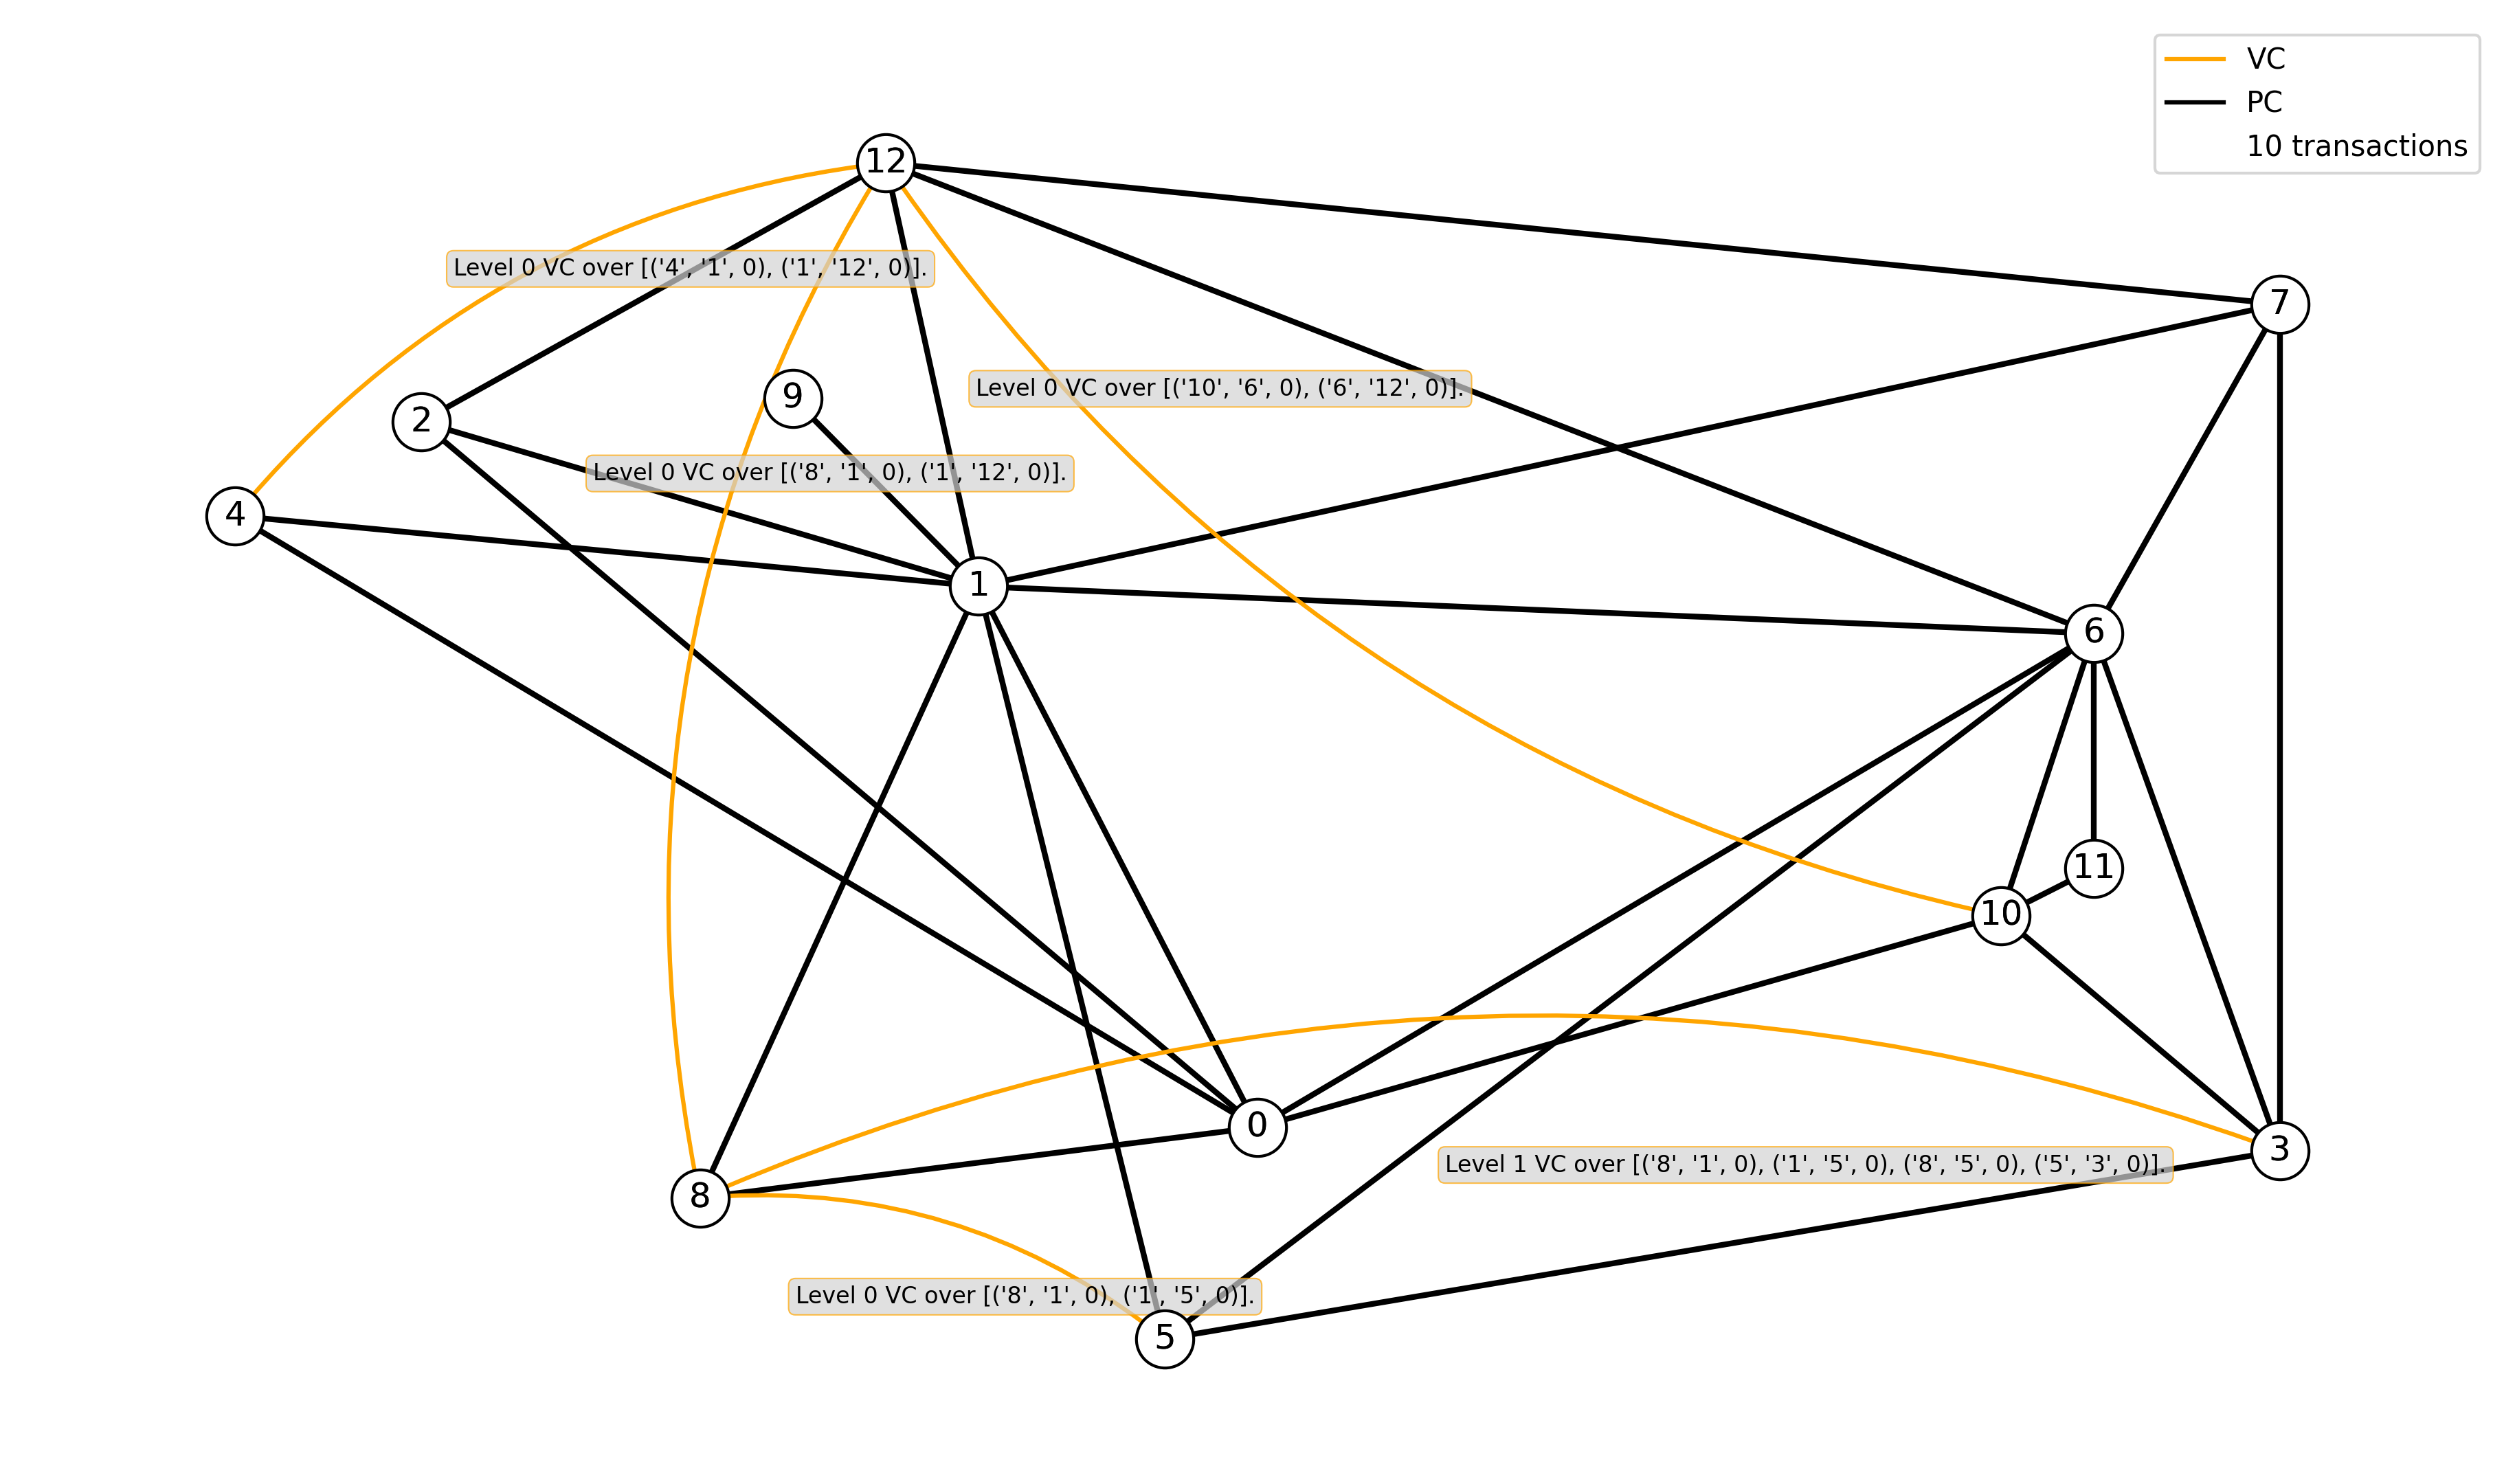 VC
PC
10 transactions
12
Level 0 VC over [('4', '1', 0), ('1', '12', 0)].
7
9
Level 0 VC over [('10', '6', 0), ('6', '12', 0)].
2
Level 0 VC over [('8', '1', 0), ('1', '12', 0)].
4
1
6
11
10
0
3
Level 1 VC over [('8', '1', 0), ('1', '5', 0), ('8', '5', 0), ('5', '3', 0)].
8
Level 0 VC over [('8', '1', 0), ('1', '5', 0)].
5